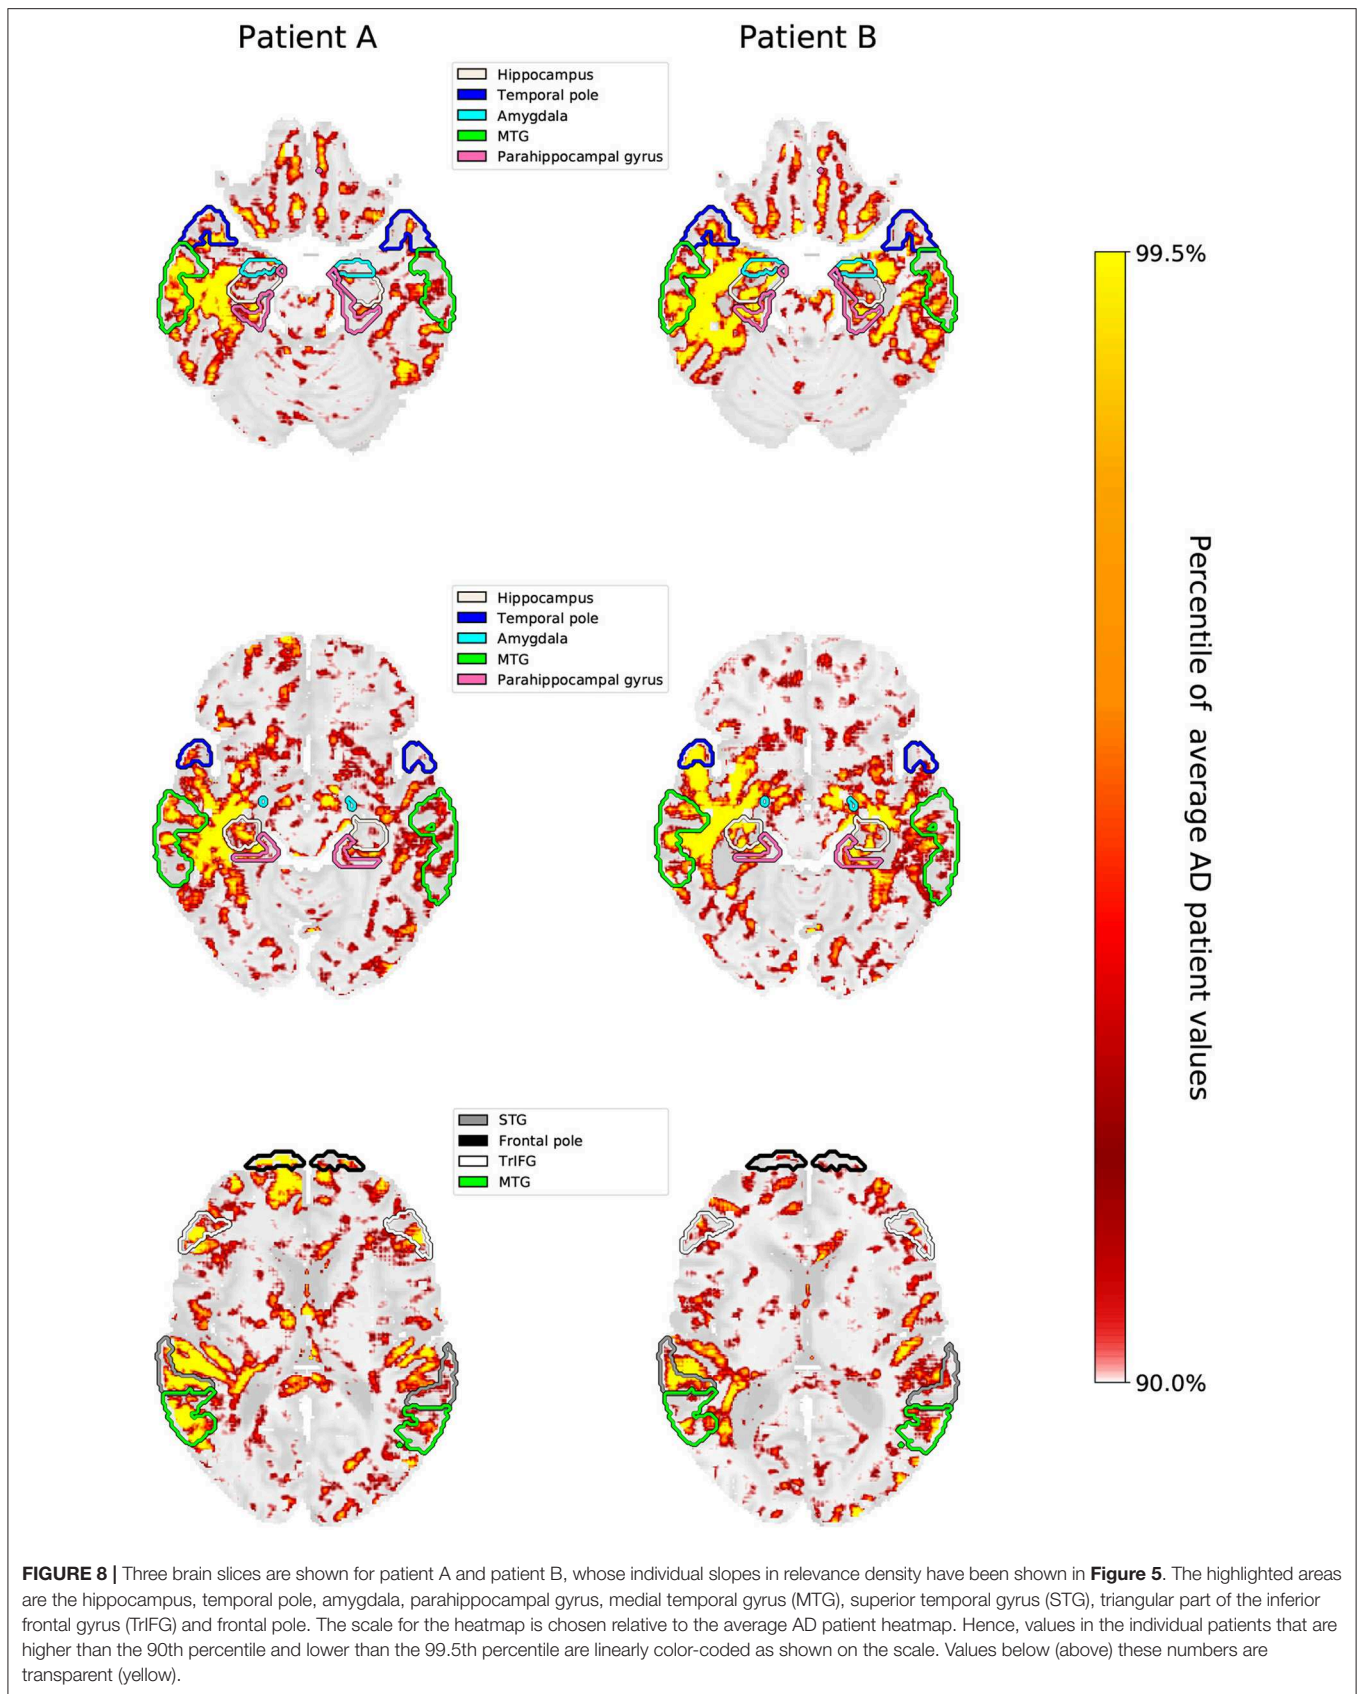 Patient A
Patient B
Hippocampus
Temporal pole
Amygdala
MTG
Parahippocampal gyrus
99.5%
Percentile of average AD patient values
90.0%
Hippocampus
Temporal pole
Amygdala
MTG
Parahippocampal gyrus
STG
Frontal pole
TrIFG
MTG
FIGURE 8 | Three brain slices are shown for patient A and patient B, whose individual slopes in relevance density have been shown in Figure 5. The highlighted areas
are the hippocampus, temporal pole, amygdala, parahippocampal gyrus, medial temporal gyrus (MTG), superior temporal gyrus (STG), triangular part of the inferior
frontal gyrus (TrIFG) and frontal pole. The scale for the heatmap is chosen relative to the average AD patient heatmap. Hence, values in the individual patients that are
higher than the 90th percentile and lower than the 99.5th percentile are linearly color-coded as shown on the scale. Values below (above) these numbers are
transparent (yellow).